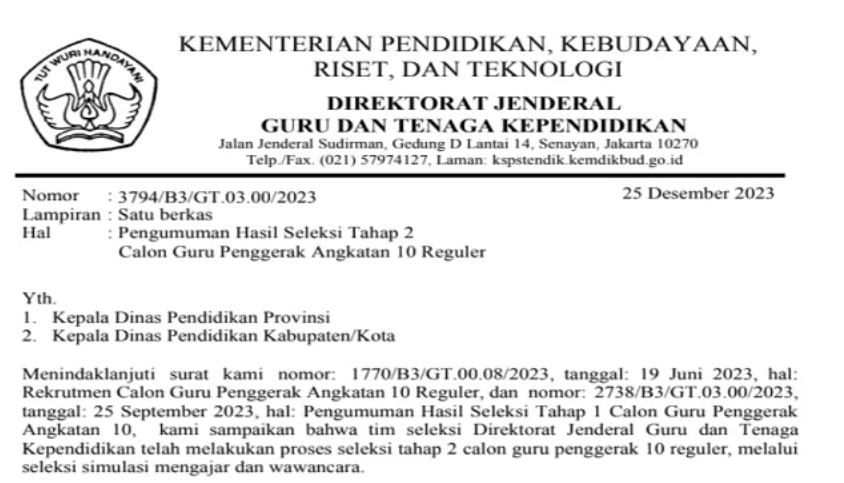 TUT WURI HANDAYANI
KEMENTERIAN PENDIDIKAN, KEBUDAYAAN,
RISET, DAN TEKNOLOGI
DIREKTORAT JENDERAL
GURU DAN TENAGA KEPENDIDIKAN
Jalan Jenderal Sudirman, Gedung D Lantai 14, Senayan, Jakarta 10270
Telp./Fax. (021) 57974127, Laman: kspstendik.kemdikbud.go.id
Nomor : 3794/B3/GT.03.00/2023 25 Desember 2023
Lampiran : Satu berkas
Hal : Pengumuman Hasil Seleksi Tahap 2
Calon Guru Penggerak Angkatan 10 Reguler
Yth.
1. Kepala Dinas Pendidikan Provinsi
2. Kepala Dinas Pendidikan Kabupaten/Kota
Menindaklanjuti surat kami nomor: 1770/B3/GT.00.08/2023, tanggal: 19 Juni 2023, hal:
Rekrutmen Calon Guru Penggerak Angkatan 10 Reguler, dan nomor: 2738/B3/GT.03.00/2023,
tanggal: 25 September 2023, hal: Pengumuman Hasil Seleksi Tahap 1 Calon Guru Penggerak
Angkatan 10, kami sampaikan bahwa tim seleksi Direktorat Jenderal Guru dan Tenaga
Kependidikan telah melakukan proses seleksi tahap 2 calon guru penggerak 10 reguler, melalui
seleksi simulasi mengajar dan wawancara.